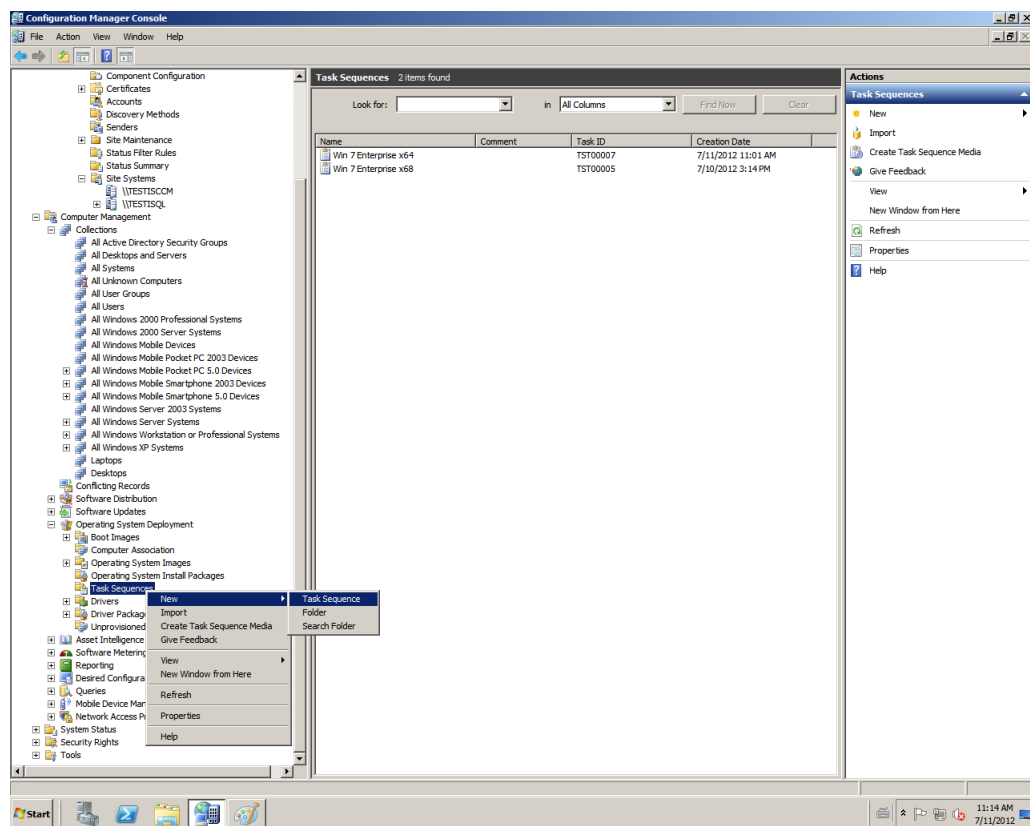 Configuration Manager Console
File Action View Window Help
Component Configuration
Certificates
Accounts
Discovery Methods
Senders
Site Maintenance
Status Filter Rules
Status Summary
Site Systems
\\TESTISCCM
\\TESTISQL
Computer Management
Collections
All Active Directory Security Groups
All Desktops and Servers
All Systems
All Unknown Computers
All User Groups
All Users
All Windows 2000 Professional Systems
All Windows 2000 Server Systems
All Windows Mobile Devices
All Windows Mobile Pocket PC 2003 Devices
All Windows Mobile Pocket PC 5.0 Devices
All Windows Mobile Smartphone 2003 Devices
All Windows Mobile Smartphone 5.0 Devices
All Windows Server 2003 Systems
All Windows Server Systems
All Windows Workstation or Professional Systems
All Windows XP Systems
Laptops
Desktops
Conflicting Records
Software Distribution
Software Updates
Operating System Deployment
Boot Images
Computer Association
Operating System Images
Operating System Install Packages
Task Sequences
Drivers
Driver Packag
Unprovisioned
Asset Intelligence
Software Metering
Reporting
Desired Configura
Queries
Mobile Device Man
Network Access P
System Status
Security Rights
Tools
New
Import
Create Task Sequence Media
Give Feedback
View
New Window from Here
Refresh
Properties
Help
Task Sequence
Folder
Search Folder
Task Sequences 2 items found
Look for: in All Columns Find Now Clear
Name Comment Task ID Creation Date
Win 7 Enterprise x64 TST00007 7/11/2012 11:01 AM
Win 7 Enterprise x68 TST00005 7/10/2012 3:14 PM
Actions
Task Sequences
New
Import
Create Task Sequence Media
Give Feedback
View
New Window from Here
Refresh
Properties
Help
Start
11:14 AM
7/11/2012